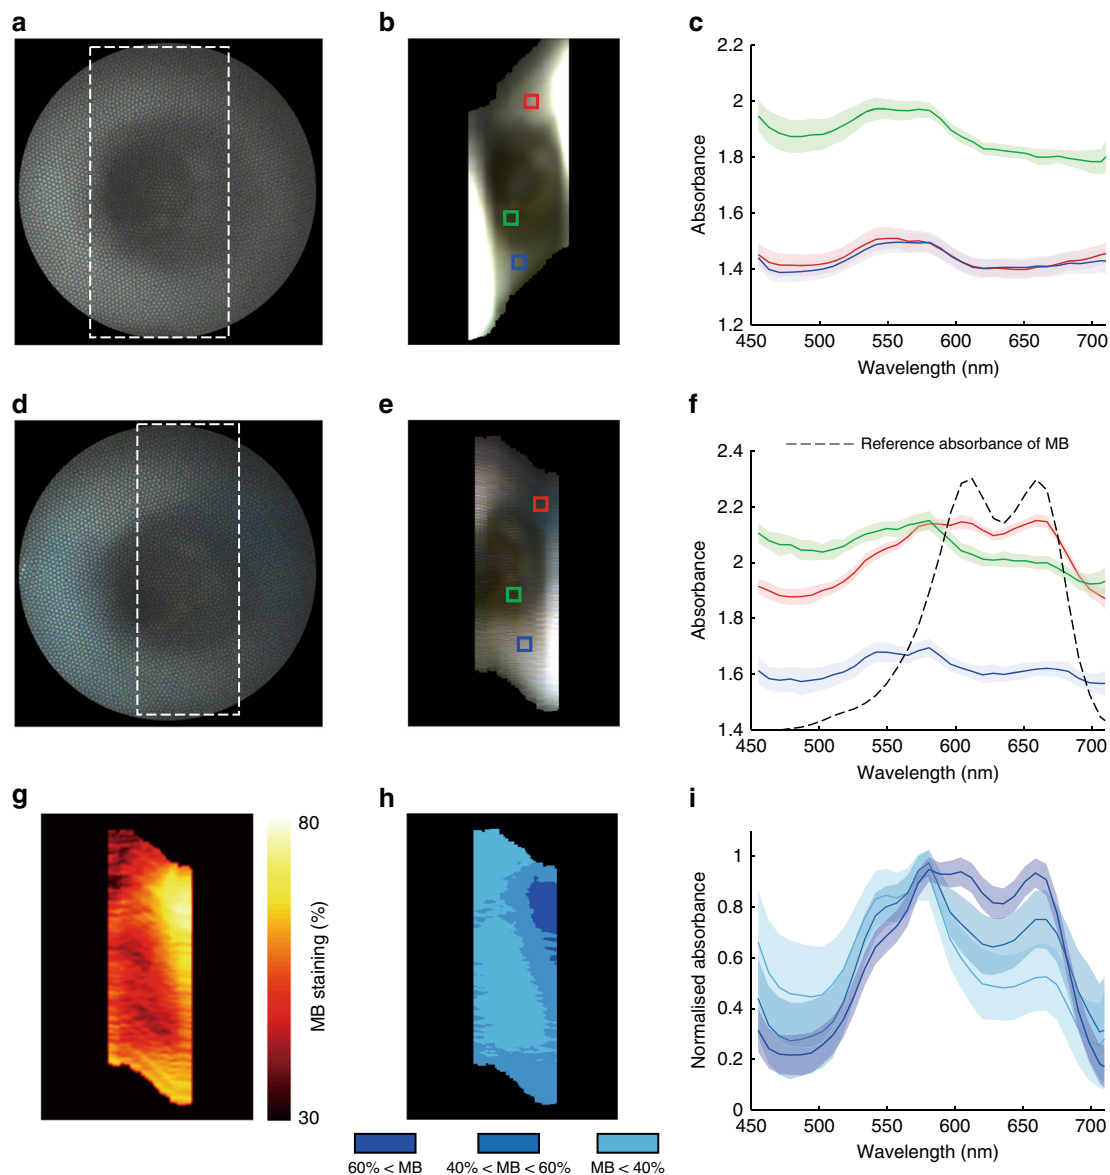 a
b
c
2.2
2
1.8
1.6
1.4
1.2
Absorbance
450 500 550 600 650 700
Wavelength (nm)
d
e
f
Reference absorbance of MB
2.4
2.2
2
1.8
1.6
1.4
Absorbance
450 500 550 600 650 700
Wavelength (nm)
g
80
MB staining (%)
30
h
60% < MB
40% < MB < 60%
MB < 40%
i
1
0.8
0.6
0.4
0.2
0
Normalised absorbance
450 500 550 600 650 700
Wavelength (nm)